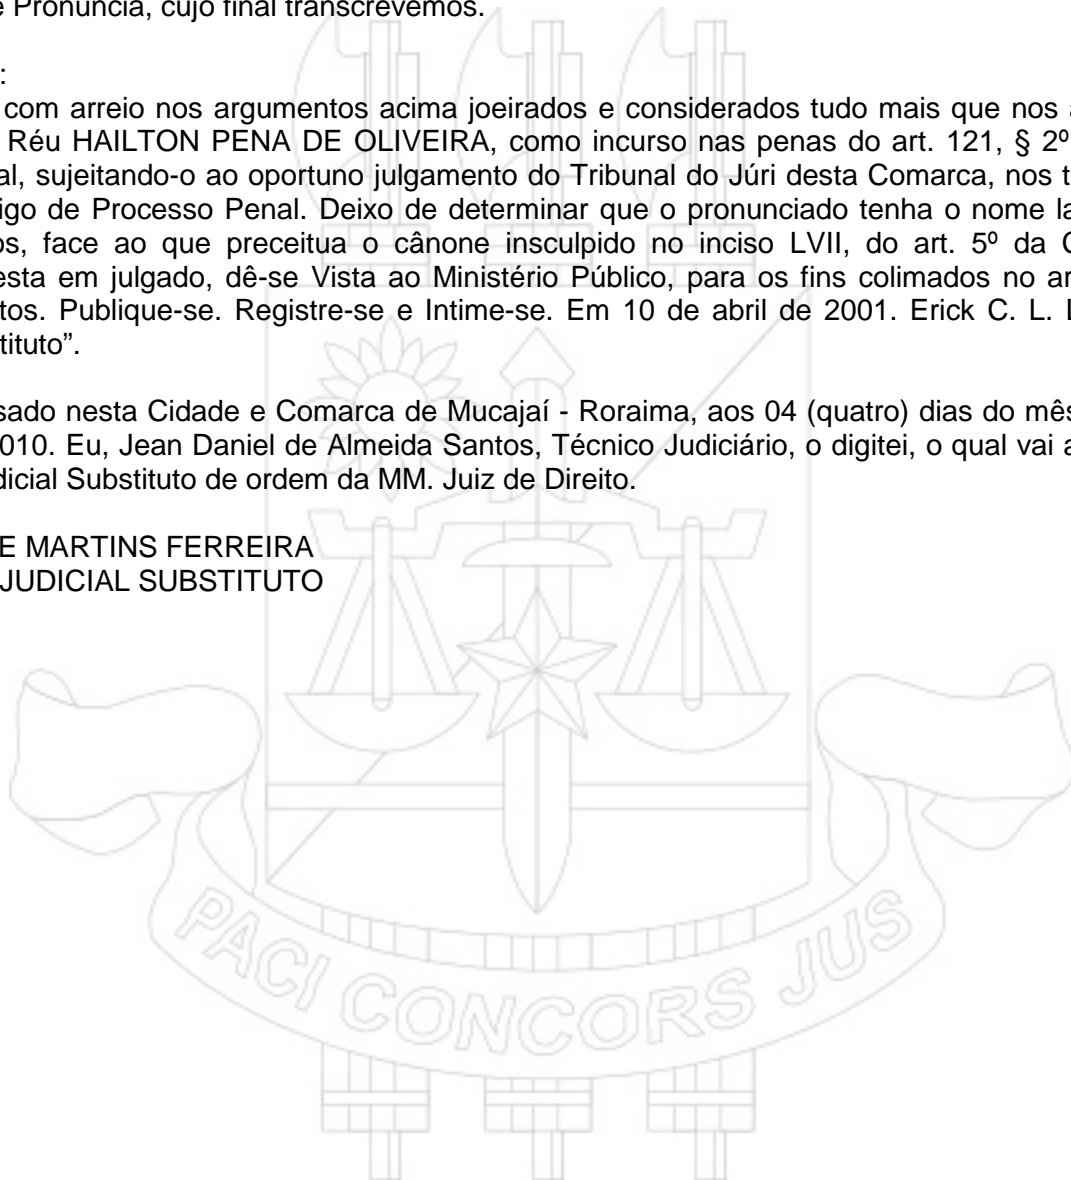 e Pronúncia, cujo final transcrevemos.
:
com arreio nos argumentos acima joeirados e considerados tudo mais que nos a
Réu HAILTON PENA DE OLIVEIRA, como incurso nas penas do art. 121, § 2º
al, sujeitando-o ao oportuno julgamento do Tribunal do Júri desta Comarca, nos t
igo de Processo Penal. Deixo de determinar que o pronunciado tenha o nome la
os, face ao que preceitua o cânone insculpido no inciso LVII, do art. 5º da C
esta em julgado, dê-se Vista ao Ministério Público, para os fins colimados no ar
tos. Publique-se. Registre-se e Intime-se. Em 10 de abril de 2001. Erick C. L. L
tituto”.
sado nesta Cidade e Comarca de Mucajaí - Roraima, aos 04 (quatro) dias do mês
010. Eu, Jean Daniel de Almeida Santos, Técnico Judiciário, o digitei, o qual vai a
dicial Substituto de ordem da MM. Juiz de Direito.
E MARTINS FERREIRA
JUDICIAL SUBSTITUTO
PACI CONCORS JUS